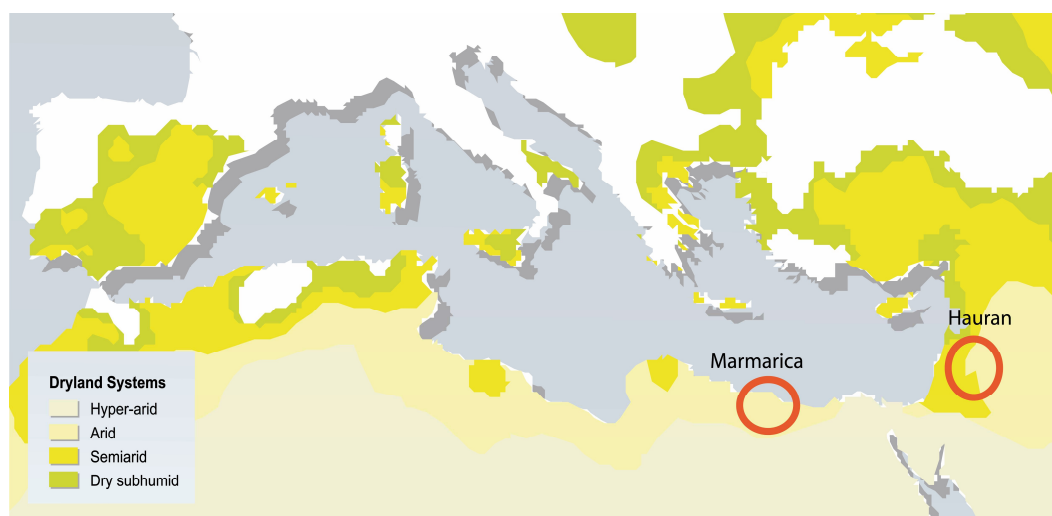 Hauran
Marmarica
Dryland Systems
Hyper-arid
Arid
Semiarid
Dry subhumid